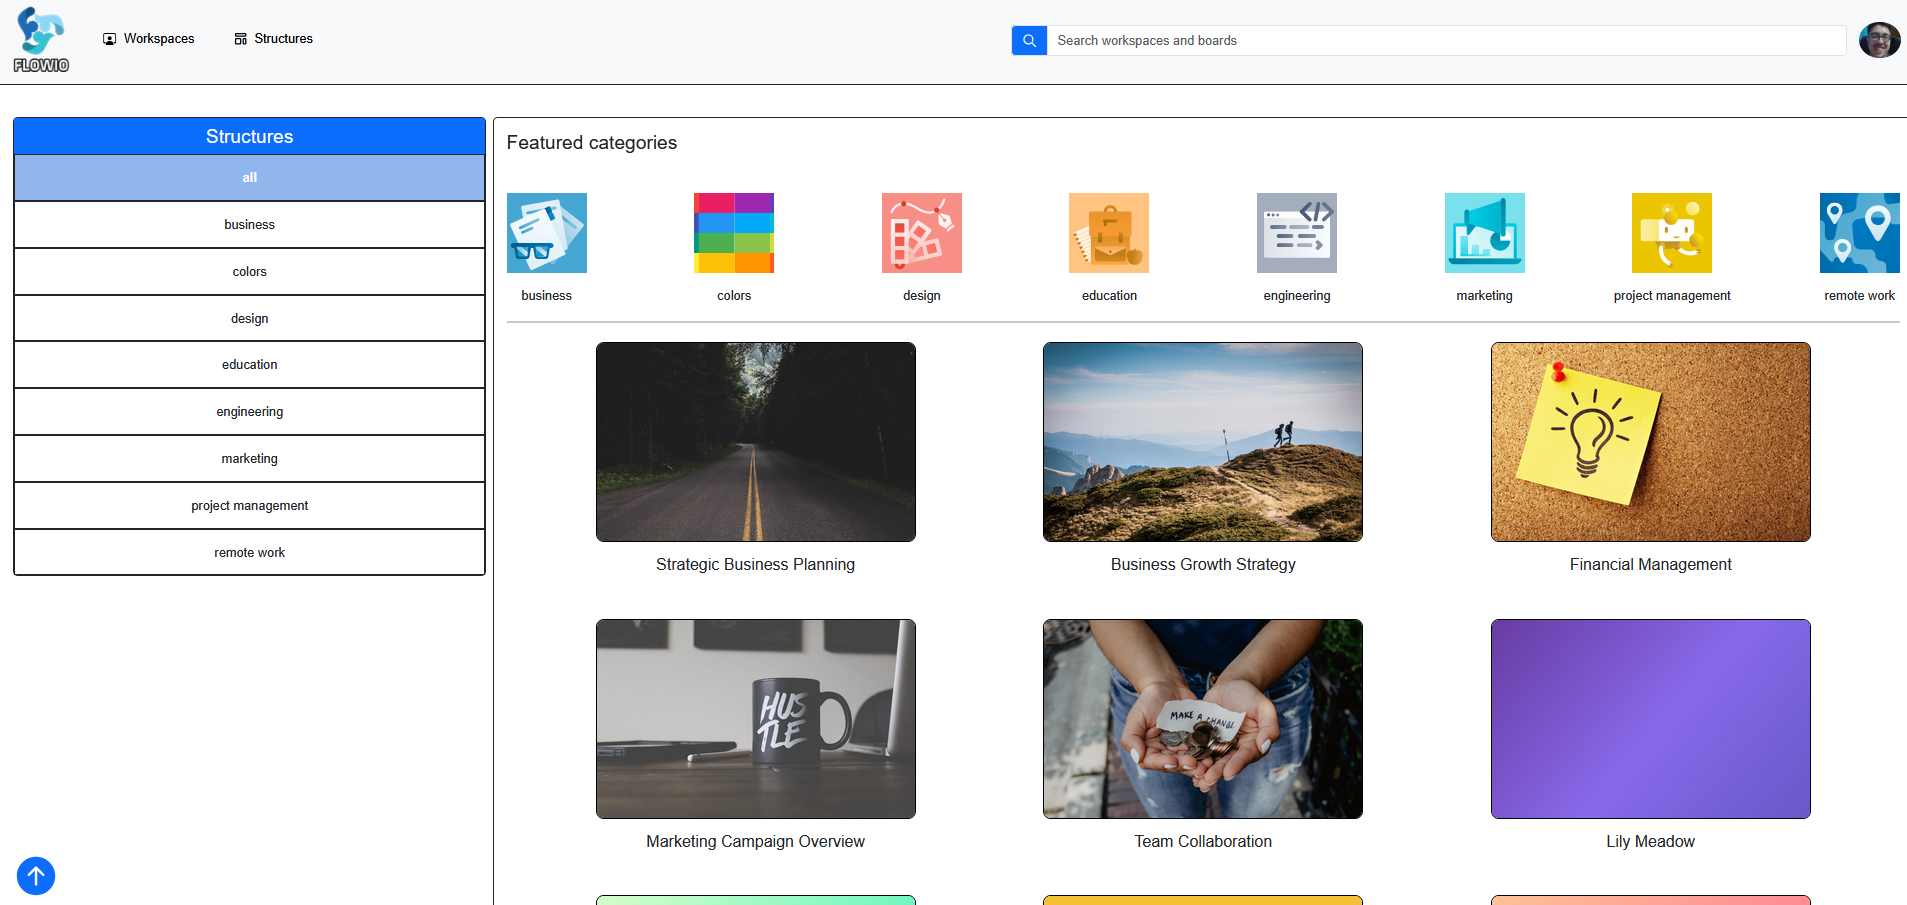 FLOWIO
Workspaces
Structures
Search workspaces and boards
Structures
all
business
colors
design
education
engineering
marketing
project management
remote work
Featured categories
business
colors
design
education
engineering
marketing
project management
remote work
Strategic Business Planning
Business Growth Strategy
Financial Management
HUS
TLE
MAKE A CHANGE
Marketing Campaign Overview
Team Collaboration
Lily Meadow